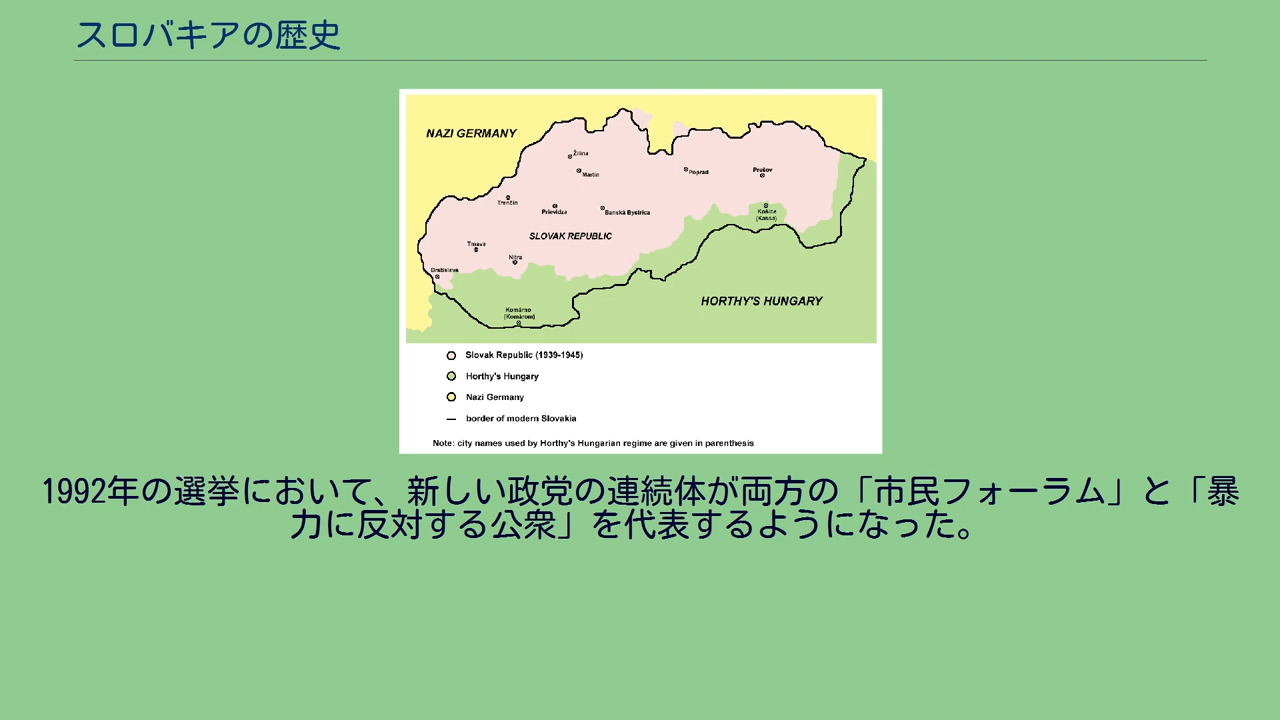 スロバキアの歴史
NAZI GERMANY
Žilina
Martin
Poprad
Prešov
Trenčín
Prievidza
Banská Bystrica
Košice
(Kassa)
SLOVAK REPUBLIC
Trnava
Nitra
Bratislava
HORTHY'S HUNGARY
Komárno
(Komárom)
Slovak Republic (1939-1945)
Horthy's Hungary
Nazi Germany
border of modern Slovakia
Note: city names used by Horthy's Hungarian regime are given in parenthesis
1992年の選挙において、新しい政党の連続体が両方の「市民フォーラム」と「暴
力に反対する公衆」を代表するようになった。